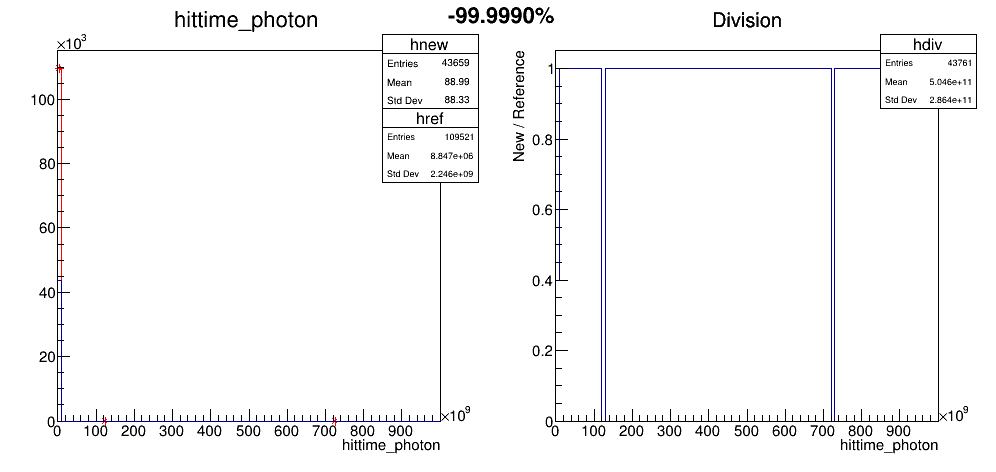 -99.9990%
hittime_photon
×10³
hnew
Entries 43659
Mean 88.99
Std Dev 88.33
href
Entries 109521
Mean 8.847e+06
Std Dev 2.246e+09
100
80
60
40
20
0
0 100 200 300 400 500 600 700 800 900
×10⁹
hittime_photon
Division
hdiv
Entries 43761
Mean 5.046e+11
Std Dev 2.864e+11
New / Reference
1
0.8
0.6
0.4
0.2
0
0 100 200 300 400 500 600 700 800 900
×10⁹
hittime_photon